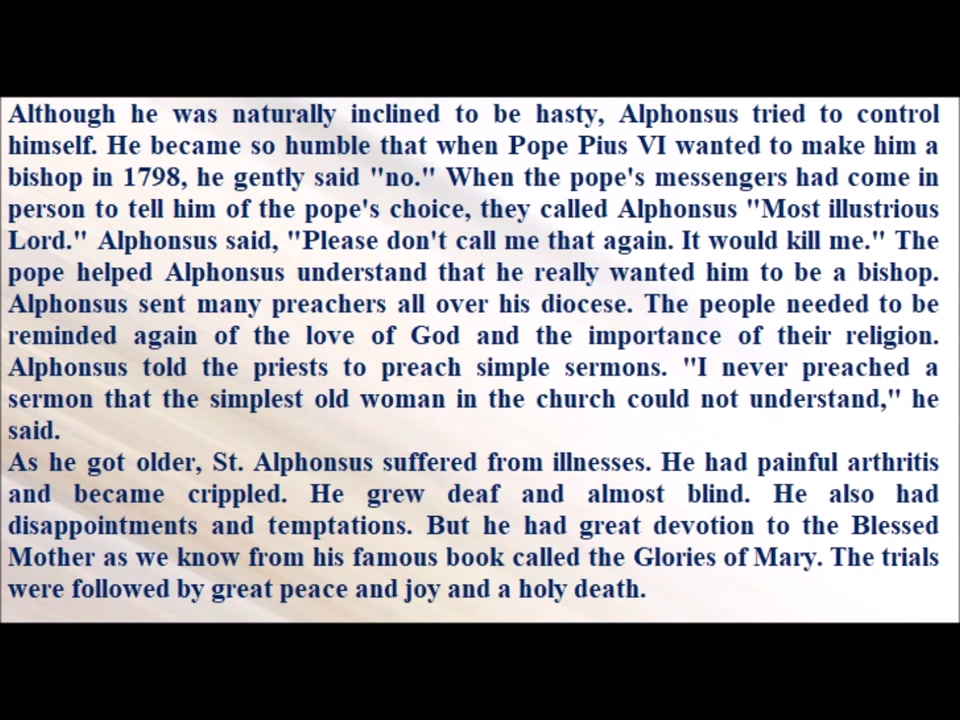 Although he was naturally inclined to be hasty, Alphonsus tried to control
himself. He became so humble that when Pope Pius VI wanted to make him a
bishop in 1798, he gently said "no." When the pope's messengers had come in
person to tell him of the pope's choice, they called Alphonsus "Most illustrious
Lord." Alphonsus said, "Please don't call me that again. It would kill me." The
pope helped Alphonsus understand that he really wanted him to be a bishop.
Alphonsus sent many preachers all over his diocese. The people needed to be
reminded again of the love of God and the importance of their religion.
Alphonsus told the priests to preach simple sermons. "I never preached a
sermon that the simplest old woman in the church could not understand," he
said.
As he got older, St. Alphonsus suffered from illnesses. He had painful arthritis
and became crippled. He grew deaf and almost blind. He also had
disappointments and temptations. But he had great devotion to the Blessed
Mother as we know from his famous book called the Glories of Mary. The trials
were followed by great peace and joy and a holy death.